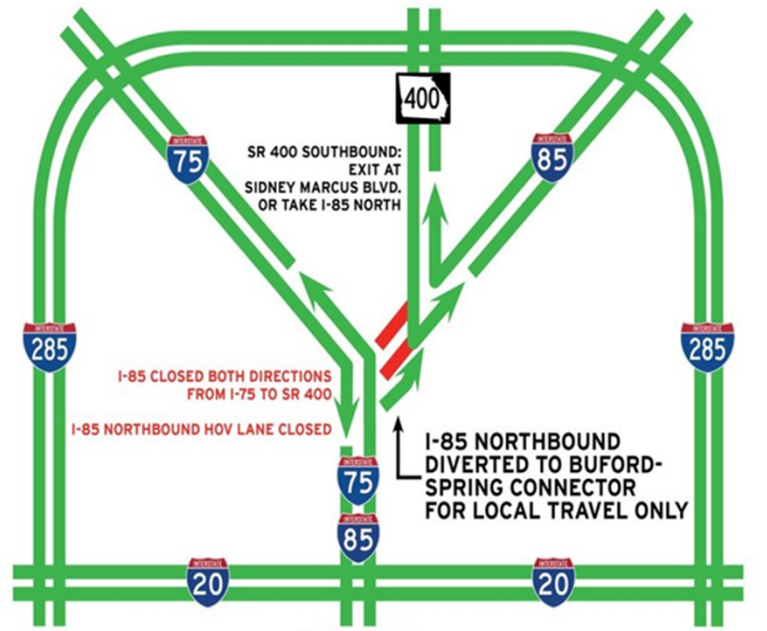 400
INTERSTATE
75
INTERSTATE
85
SR 400 SOUTHBOUND:
EXIT AT
SIDNEY MARCUS BLVD.
OR TAKE I-85 NORTH
INTERSTATE
285
INTERSTATE
285
I-85 CLOSED BOTH DIRECTIONS
FROM I-75 TO SR 400
I-85 NORTHBOUND HOV LANE CLOSED
I-85 NORTHBOUND
DIVERTED TO BUFORD-
SPRING CONNECTOR
FOR LOCAL TRAVEL ONLY
INTERSTATE
75
INTERSTATE
85
INTERSTATE
20
INTERSTATE
20